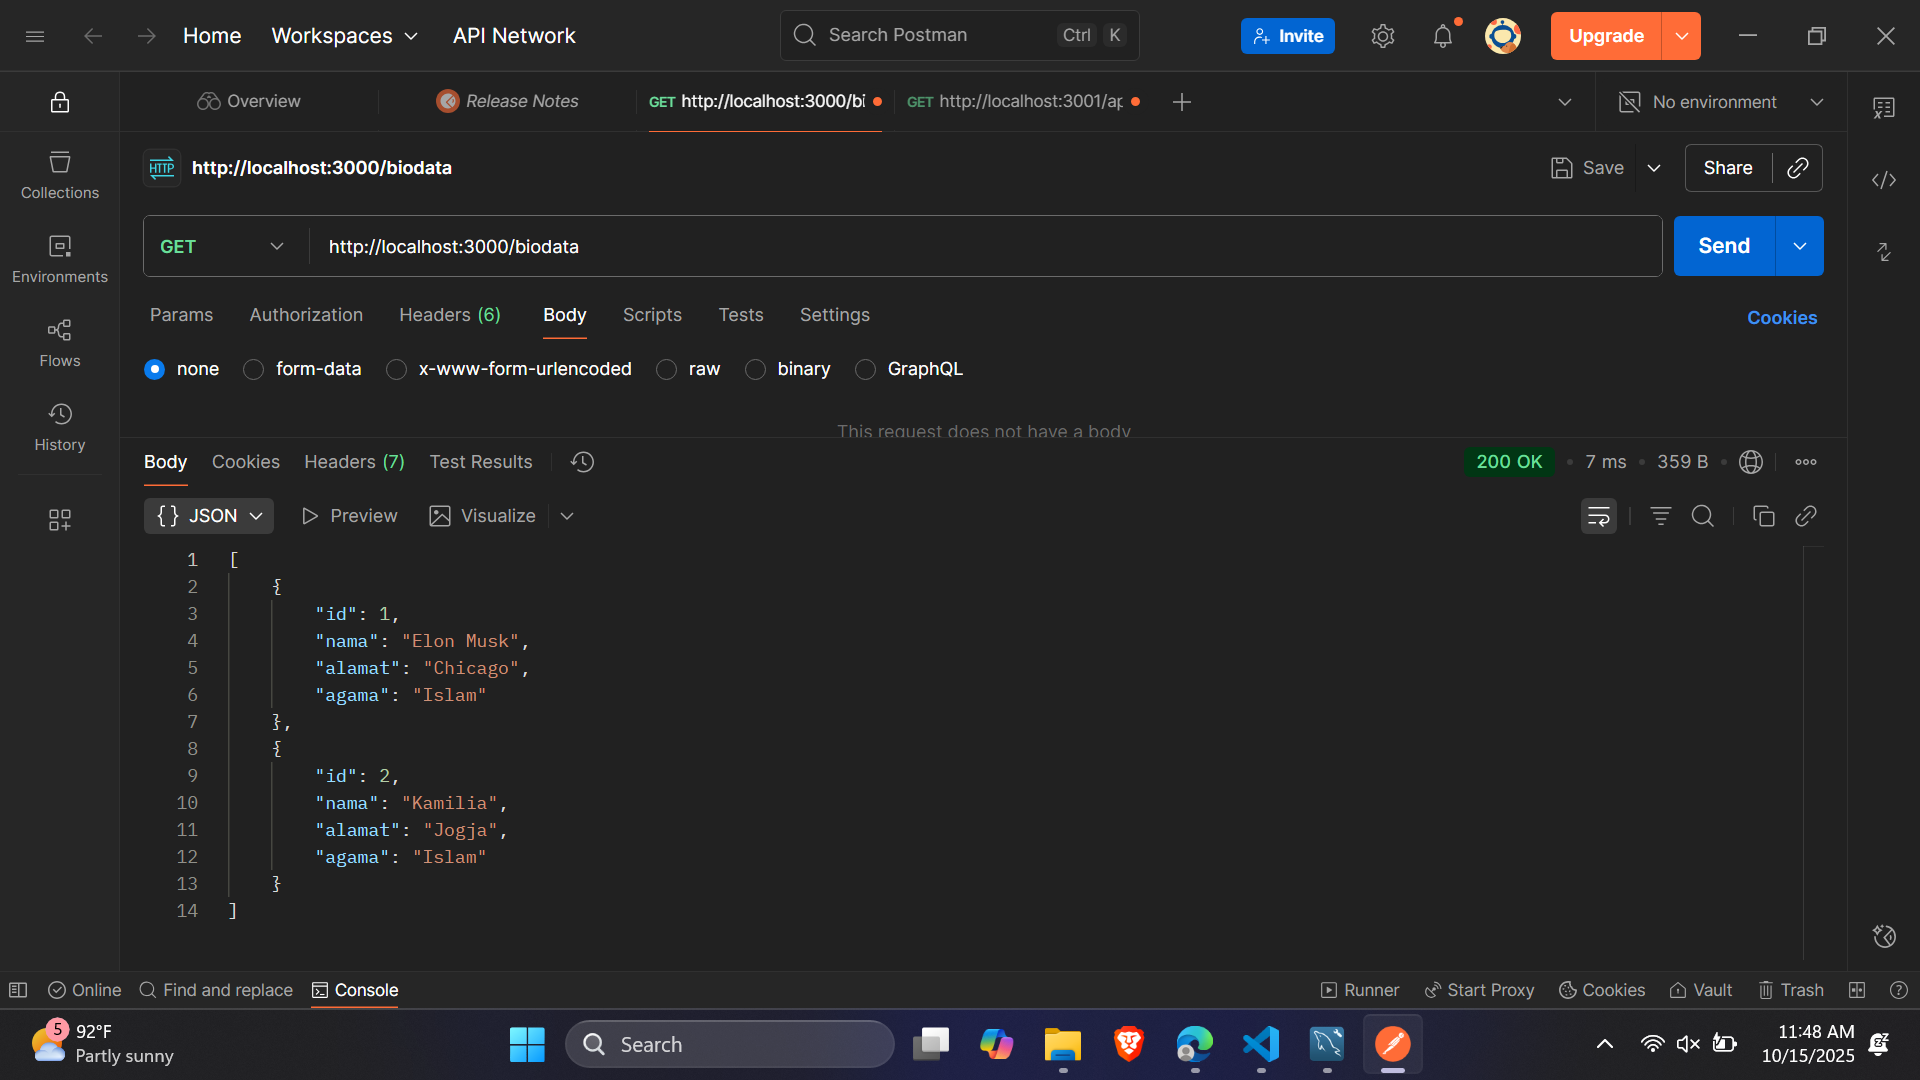 Home Workspaces API Network Search Postman Ctrl K Invite Upgrade
Overview Release Notes GET http://localhost:3000/bi GET http://localhost:3001/ap No environment
HTTP http://localhost:3000/biodata Save Share
GET http://localhost:3000/biodata Send
Params Authorization Headers (6) Body Scripts Tests Settings Cookies
none form-data x-www-form-urlencoded raw binary GraphQL
This request does not have a body
Collections
Environments
Flows
History
Body Cookies Headers (7) Test Results 200 OK 7 ms 359 B
{} JSON Preview Visualize
1 [
2 {
3 "id": 1,
4 "nama": "Elon Musk",
5 "alamat": "Chicago",
6 "agama": "Islam"
7 },
8 {
9 "id": 2,
10 "nama": "Kamilia",
11 "alamat": "Jogja",
12 "agama": "Islam"
13 }
14 ]
Online Find and replace Console Runner Start Proxy Cookies Vault Trash
5 92°F
Partly sunny
Search
11:48 AM
10/15/2025